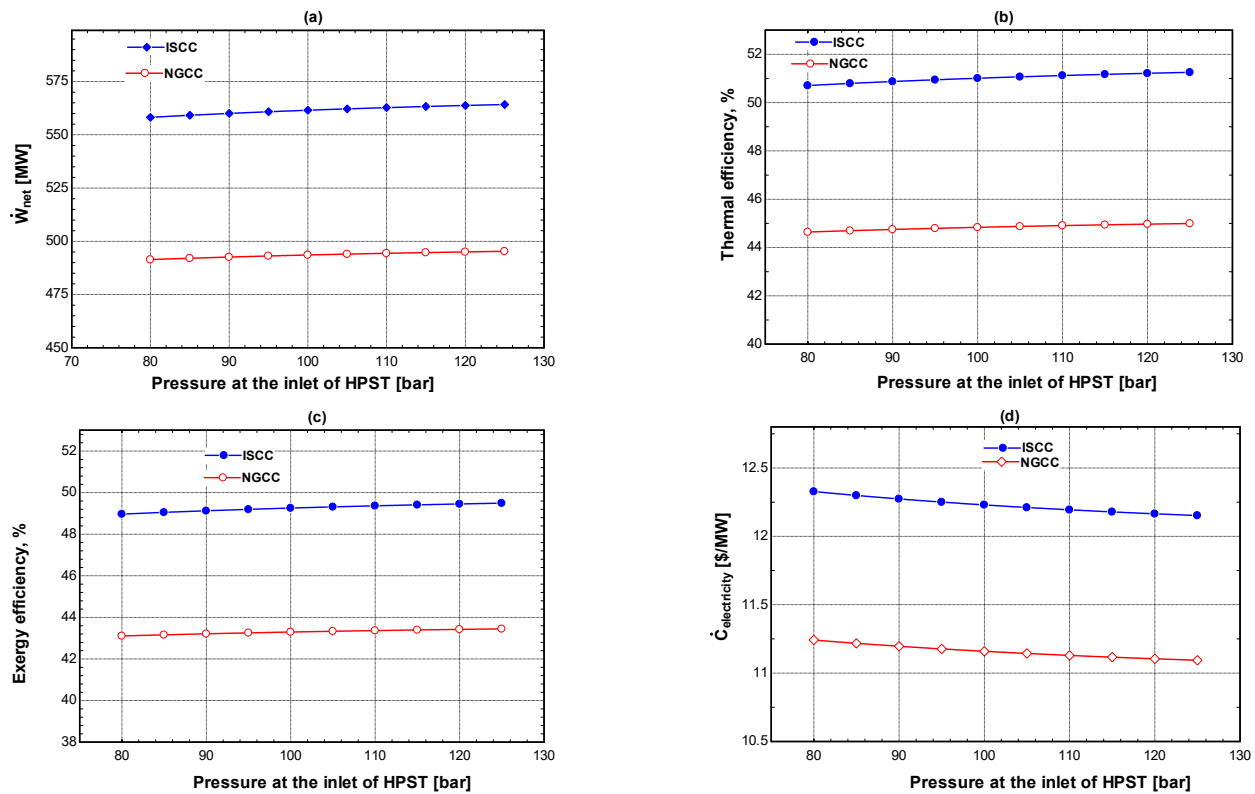 (a)
ISCC
NGCC
575
550
525
500
475
450
70 80 90 100 110 120 130
Ẇnet [MW]
Pressure at the inlet of HPST [bar]
(b)
ISCC
NGCC
52
50
48
46
44
42
40
80 90 100 110 120 130
Thermal efficiency, %
Pressure at the inlet of HPST [bar]
(c)
ISCC
NGCC
52
50
48
46
44
42
40
38
80 90 100 110 120 130
Exergy efficiency, %
Pressure at the inlet of HPST [bar]
(d)
ISCC
NGCC
12.5
12
11.5
11
10.5
80 90 100 110 120 130
Ċelectricity [$/MW]
Pressure at the inlet of HPST [bar]